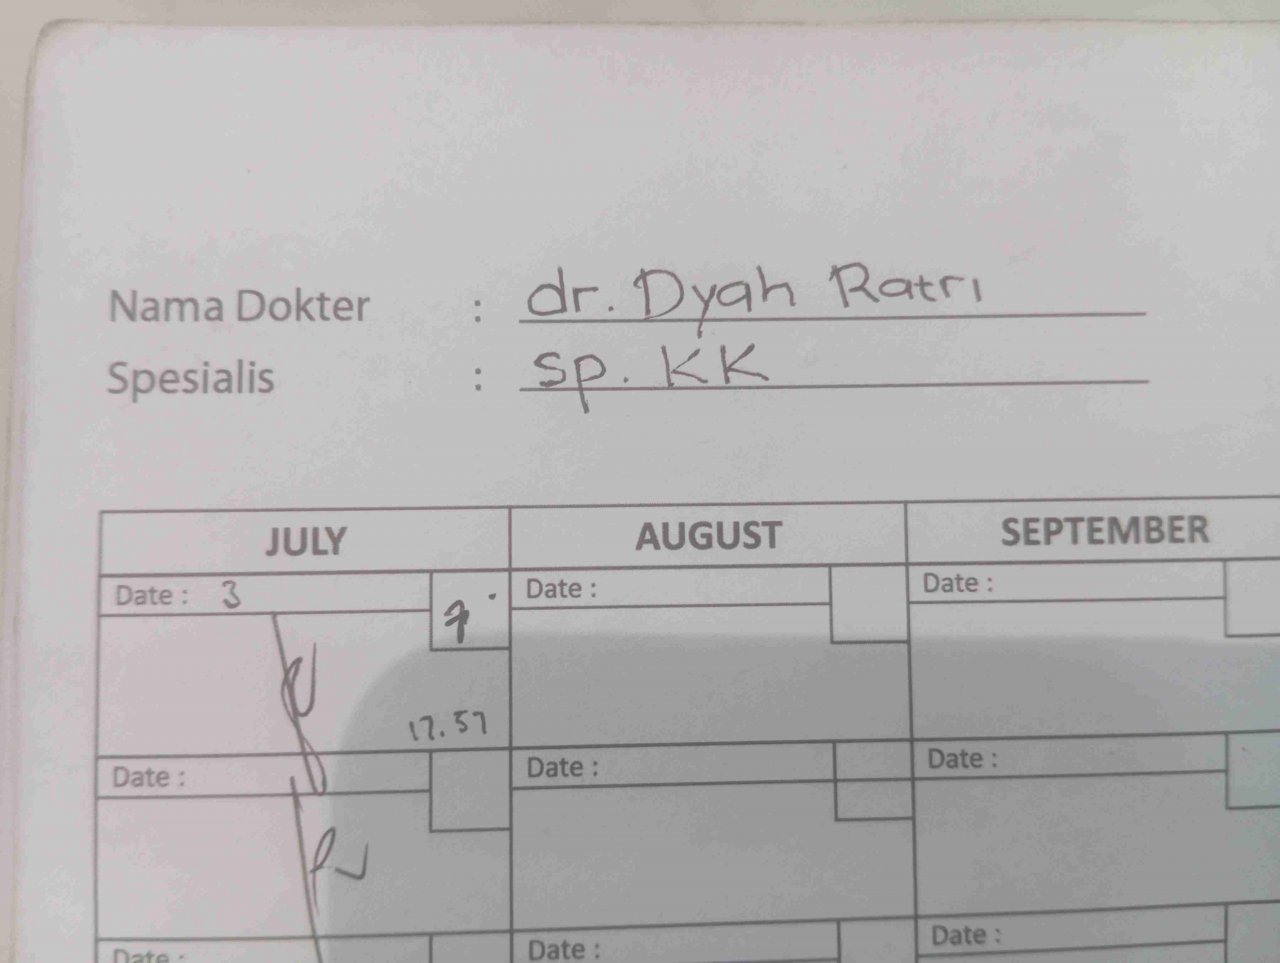 Nama Dokter : dr. Dyah Ratri
Spesialis : sp. KK
JULY AUGUST SEPTEMBER
Date : 3 Date : Date :
17.57
Date : Date : Date :
Date : Date : Date :